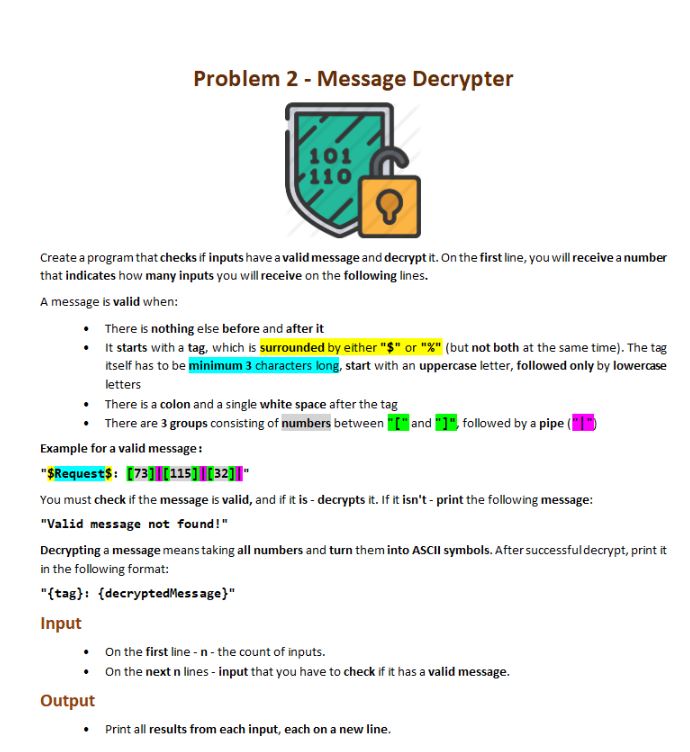 Problem 2 - Message Decrypter
101
110
Create a program that checks if inputs have a valid message and decrypt it. On the first line, you will receive a number
that indicates how many inputs you will receive on the following lines.
A message is valid when:
• There is nothing else before and after it
• It starts with a tag, which is surrounded by either "$" or "%" (but not both at the same time). The tag
itself has to be minimum 3 characters long, start with an uppercase letter, followed only by lowercase
letters
• There is a colon and a single white space after the tag
• There are 3 groups consisting of numbers between "[" and "]", followed by a pipe ("|")
Example for a valid message:
"$Request$: [73]|[115]|[32]|"
You must check if the message is valid, and if it is - decrypts it. If it isn't - print the following message:
"Valid message not found!"
Decrypting a message means taking all numbers and turn them into ASCII symbols. After successful decrypt, print it
in the following format:
"{tag}: {decryptedMessage}"
Input
• On the first line - n - the count of inputs.
• On the next n lines - input that you have to check if it has a valid message.
Output
• Print all results from each input, each on a new line.